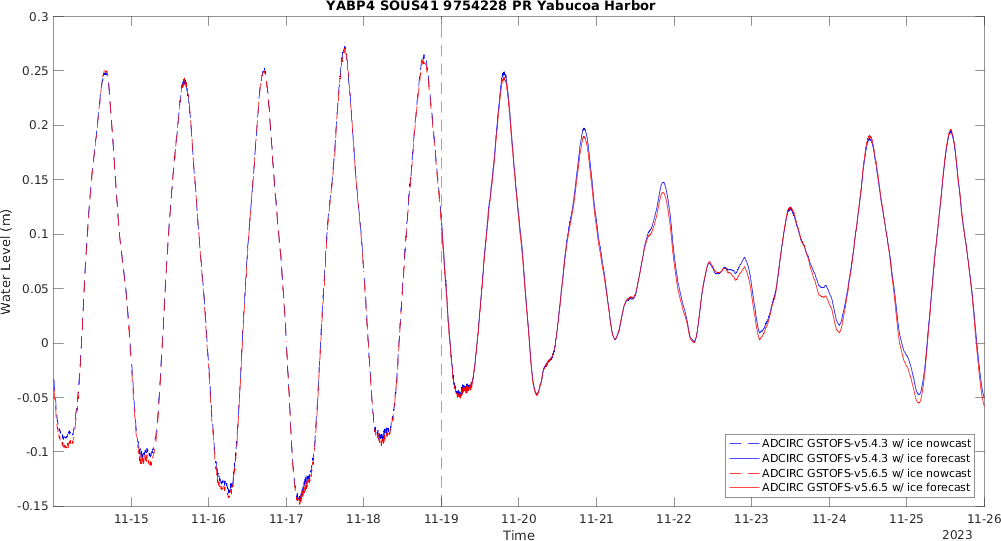 YABP4 SOUS41 9754228 PR Yabucoa Harbor
0.3
0.25
0.2
0.15
0.1
0.05
0
-0.05
-0.1
-0.15
Water Level (m)
ADCIRC GSTOFS-v5.4.3 w/ ice nowcast
ADCIRC GSTOFS-v5.4.3 w/ ice forecast
ADCIRC GSTOFS-v5.6.5 w/ ice nowcast
ADCIRC GSTOFS-v5.6.5 w/ ice forecast
11-15 11-16 11-17 11-18 11-19 11-20 11-21 11-22 11-23 11-24 11-25 11-26
Time
2023